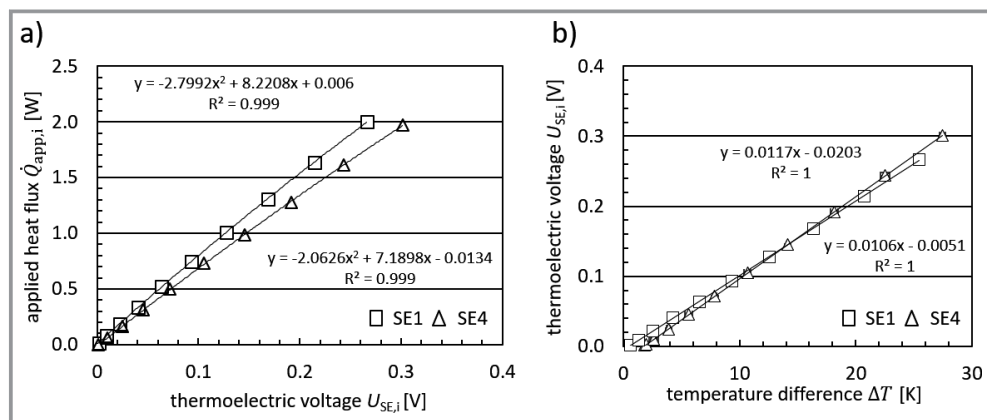 a)
applied heat flux Q̇app,i [W]
2.5
2.0
1.5
1.0
0.5
0.0
y = -2.7992x² + 8.2208x + 0.006
R² = 0.999
y = -2.0626x² + 7.1898x - 0.0134
R² = 0.999
SE1 SE4
0 0.1 0.2 0.3 0.4
thermoelectric voltage USE,i [V]
b)
thermoelectric voltage USE,i [V]
0.4
0.3
0.2
0.1
0.0
y = 0.0117x - 0.0203
R² = 1
y = 0.0106x - 0.0051
R² = 1
SE1 SE4
0 10 20 30
temperature difference ΔT [K]